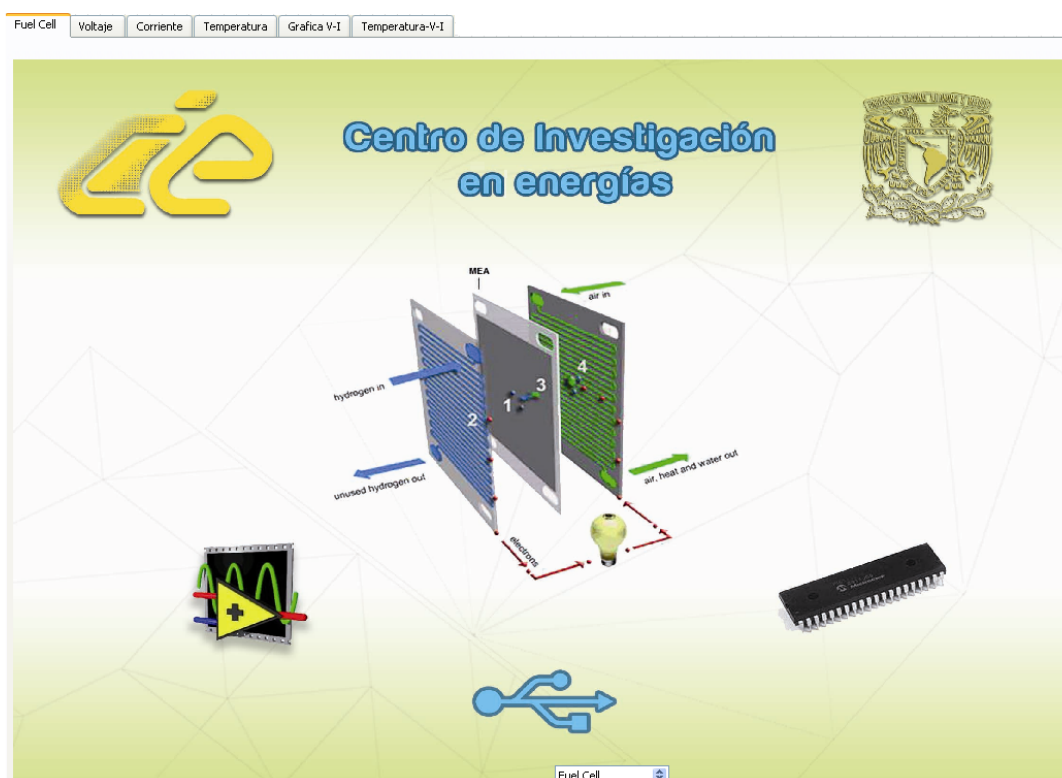 Fuel Cell
Voltaje
Corriente
Temperatura
Grafica V-I
Temperatura-V-I
cie
Centro de Investigación
en energías
MEA
air in
hydrogen in
1
2
3
4
unused hydrogen out
air, heat and water out
electrons
Fuel Cell